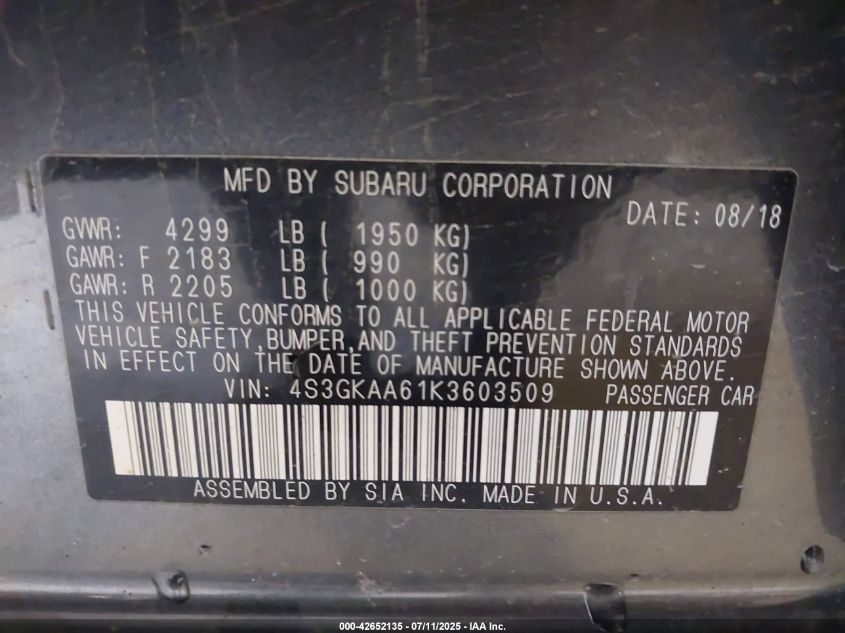 MFD BY SUBARU CORPORATION
DATE: 08/18
GVWR: 4299 LB ( 1950 KG)
GAWR: F 2183 LB ( 990 KG)
GAWR: R 2205 LB ( 1000 KG)
THIS VEHICLE CONFORMS TO ALL APPLICABLE FEDERAL MOTOR
VEHICLE SAFETY, BUMPER, AND THEFT PREVENTION STANDARDS
IN EFFECT ON THE DATE OF MANUFACTURE SHOWN ABOVE.
VIN: 4S3GKAA61K3603509 PASSENGER CAR
ASSEMBLED BY SIA INC. MADE IN U.S.A.
000-42652135 - 07/11/2025 - IAA Inc.